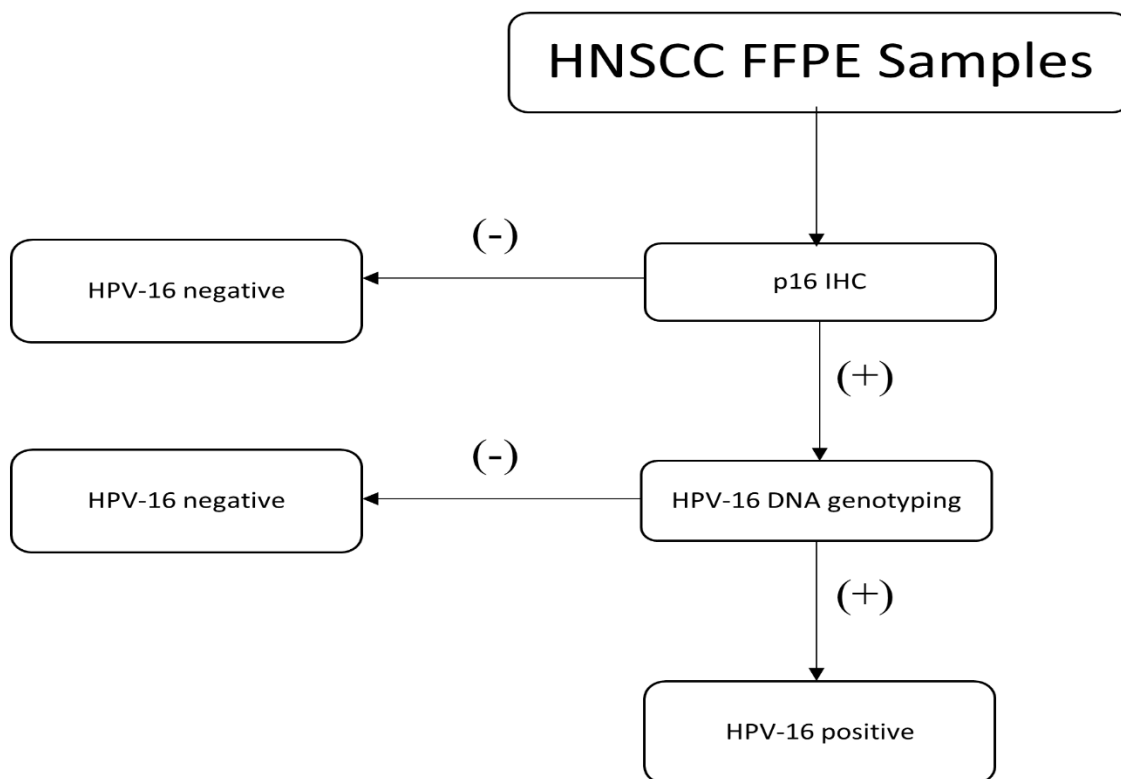 HNSCC FFPE Samples
(-)
HPV-16 negative
p16 IHC
(+)
(-)
HPV-16 negative
HPV-16 DNA genotyping
(+)
HPV-16 positive